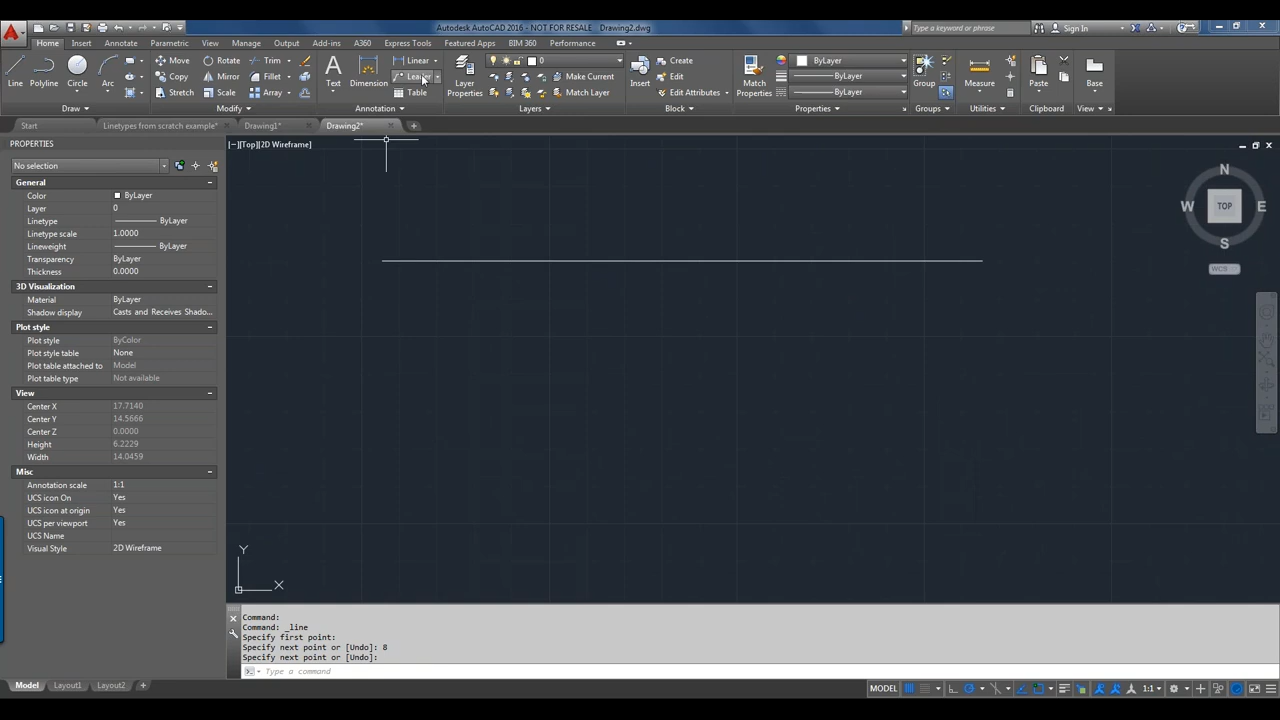 Autodesk AutoCAD 2016 - NOT FOR RESALE    Drawing2.dwg
Type a keyword or phrase
Sign In
Home Insert Annotate Parametric View Manage Output Add-ins A360 Express Tools Featured Apps BIM 360 Performance
Line Polyline Circle Arc
Move Rotate Trim
Copy Mirror Fillet
Stretch Scale Array
Text Dimension
Linear
Leader
Table
Layer Properties
0
Make Current
Match Layer
Insert
Create
Edit
Edit Attributes
Match Properties
ByLayer
ByLayer
ByLayer
Group
Measure
Paste
Base
Draw Modify Annotation Layers Block Properties Groups Utilities Clipboard View
Start Linetypes from scratch example* Drawing1* Drawing2*
PROPERTIES
[−][Top][2D Wireframe]
No selection
General
Color ByLayer
Layer 0
Linetype ByLayer
Linetype scale 1.0000
Lineweight ByLayer
Transparency ByLayer
Thickness 0.0000
3D Visualization
Material ByLayer
Shadow display Casts and Receives Shado...
Plot style
Plot style ByColor
Plot style table None
Plot table attached to Model
Plot table type Not available
View
Center X 17.7140
Center Y 14.5666
Center Z 0.0000
Height 6.2229
Width 14.0459
Misc
Annotation scale 1:1
UCS icon On Yes
UCS icon at origin Yes
UCS per viewport Yes
UCS Name
Visual Style 2D Wireframe
N
W TOP E
S
WCS
Y
X
Command:
Command: _line
Specify first point:
Specify next point or [Undo]: 8
Specify next point or [Undo]:
Type a command
Model Layout1 Layout2
MODEL
1:1